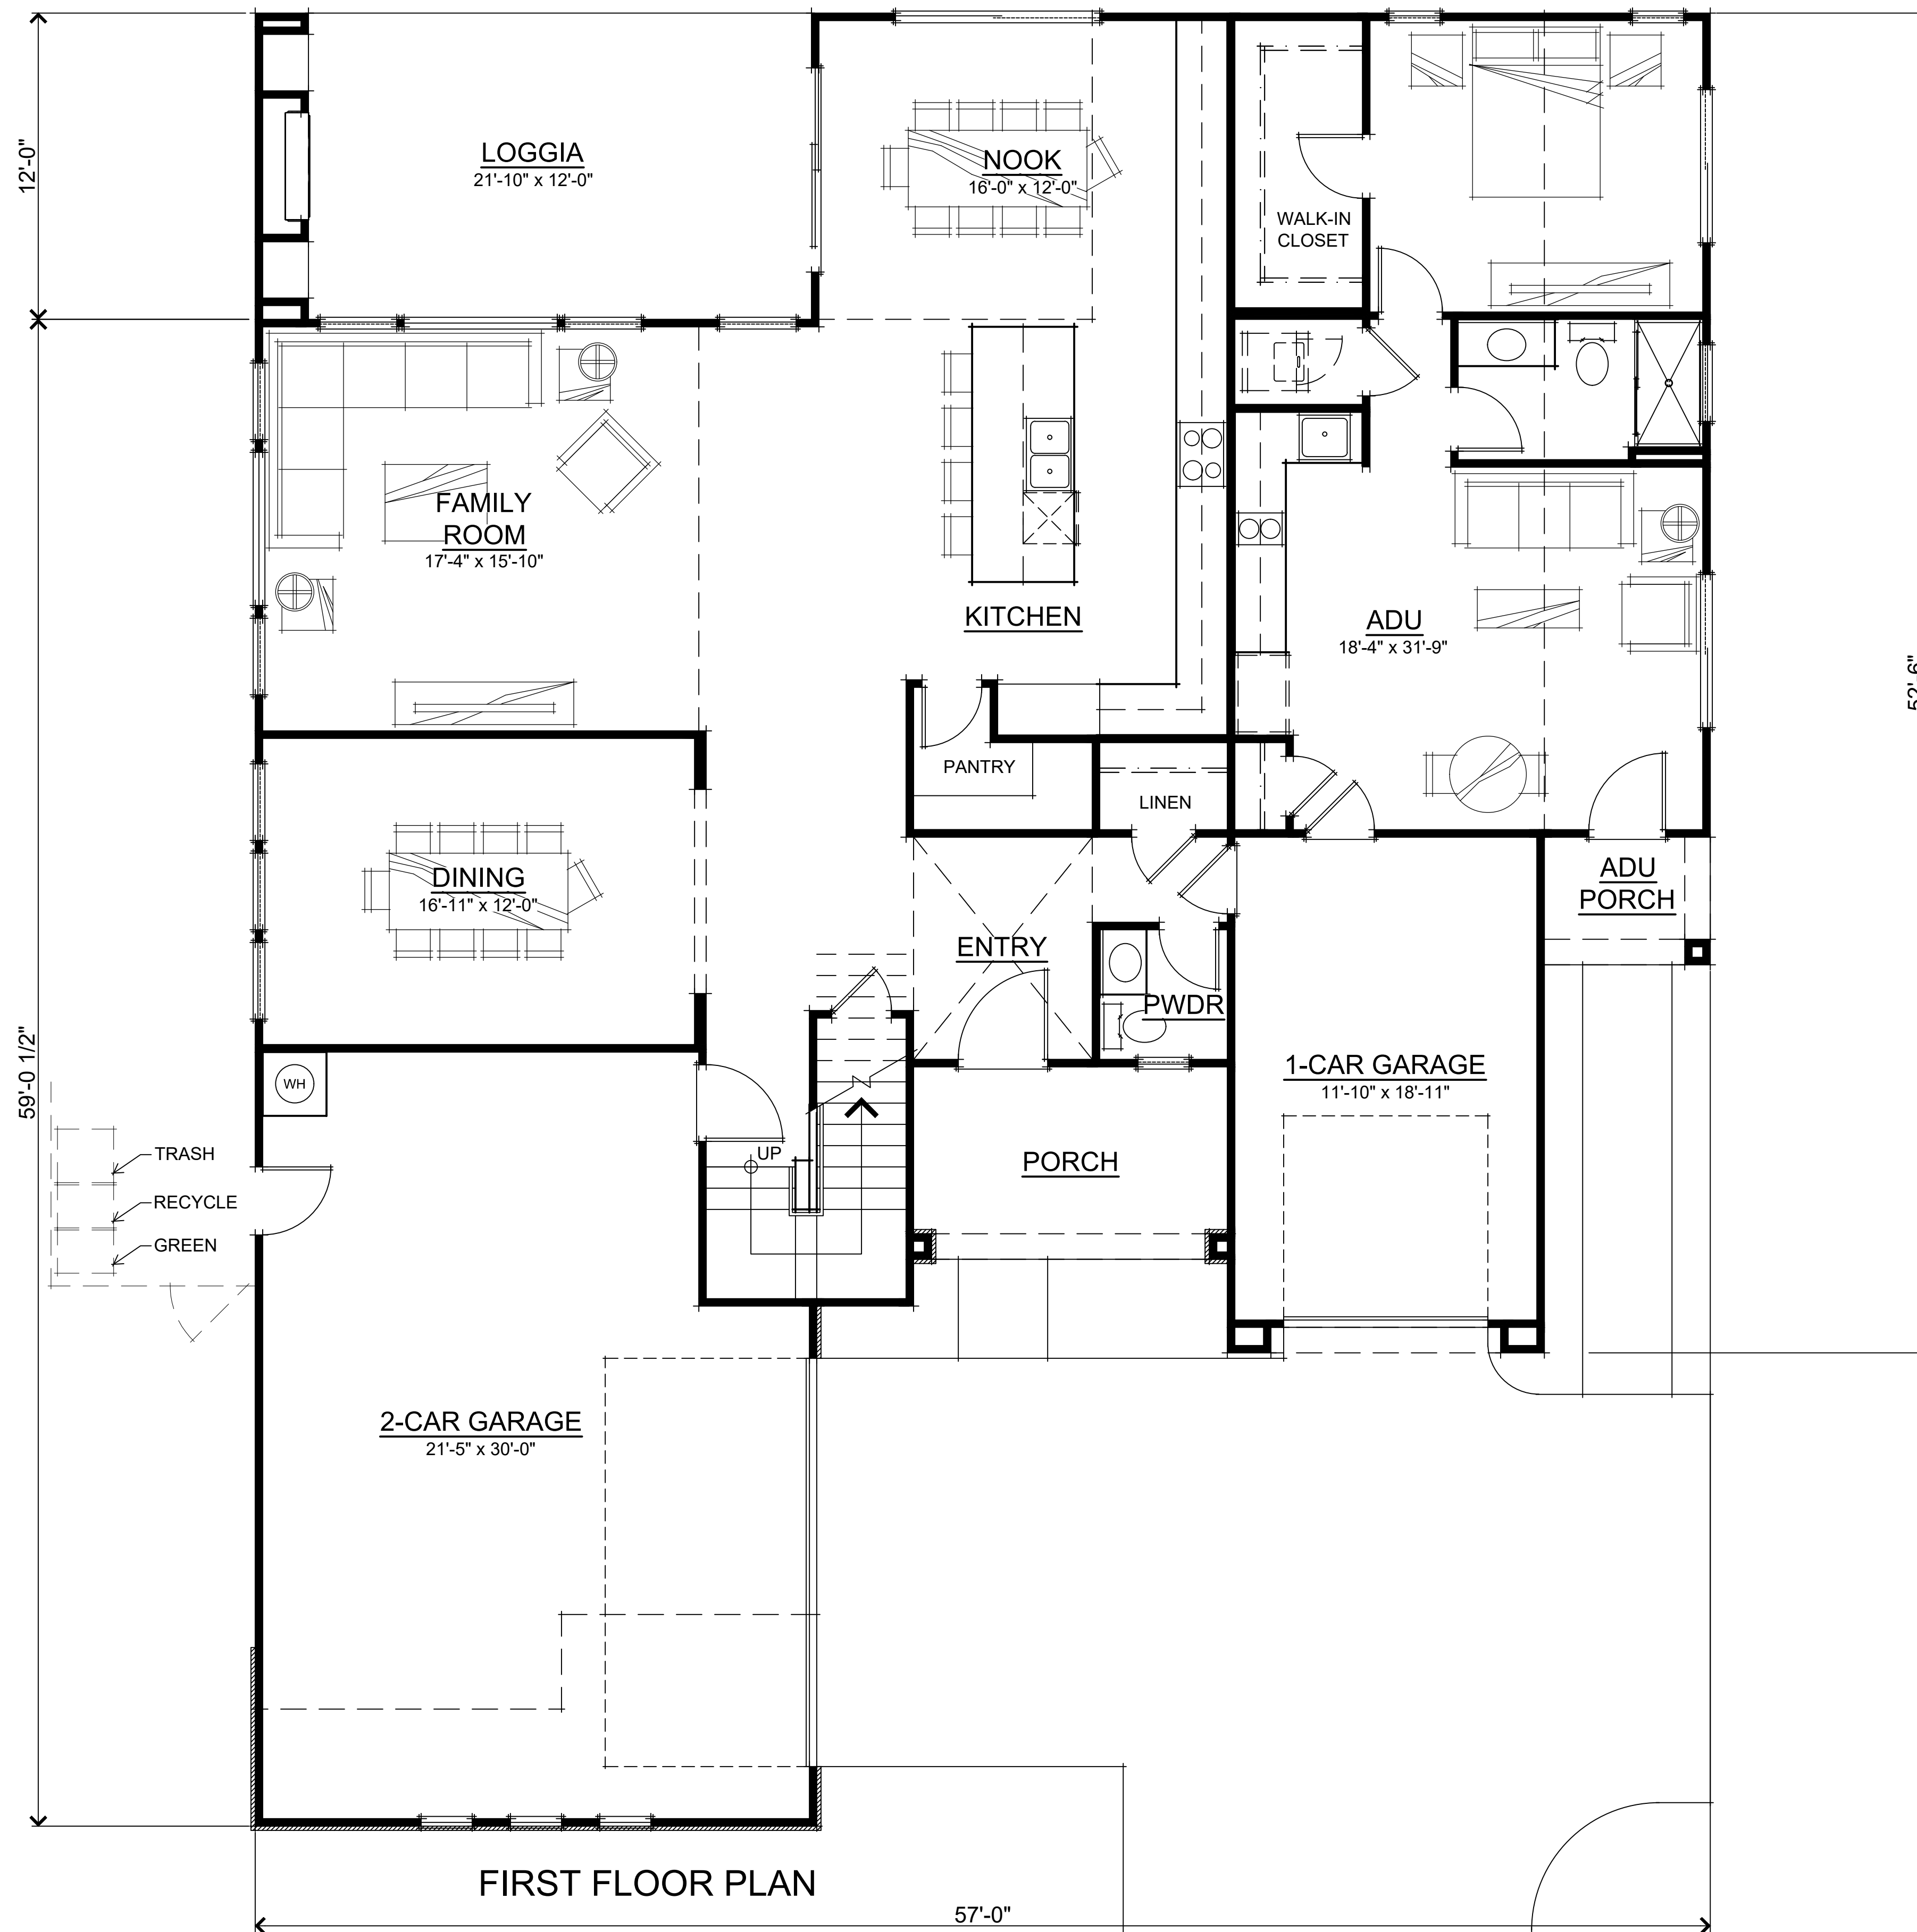 12'-0"
LOGGIA
21'-10" x 12'-0"
NOOK
16'-0" x 12'-0"
WALK-IN
CLOSET
FAMILY
ROOM
17'-4" x 15'-10"
KITCHEN
ADU
18'-4" x 31'-9"
52'-6"
PANTRY
LINEN
DINING
16'-11" x 12'-0"
ADU
PORCH
ENTRY
PWDR
59'-0 1/2"
WH
1-CAR GARAGE
11'-10" x 18'-11"
TRASH
RECYCLE
GREEN
UP
PORCH
2-CAR GARAGE
21'-5" x 30'-0"
FIRST FLOOR PLAN
57'-0"